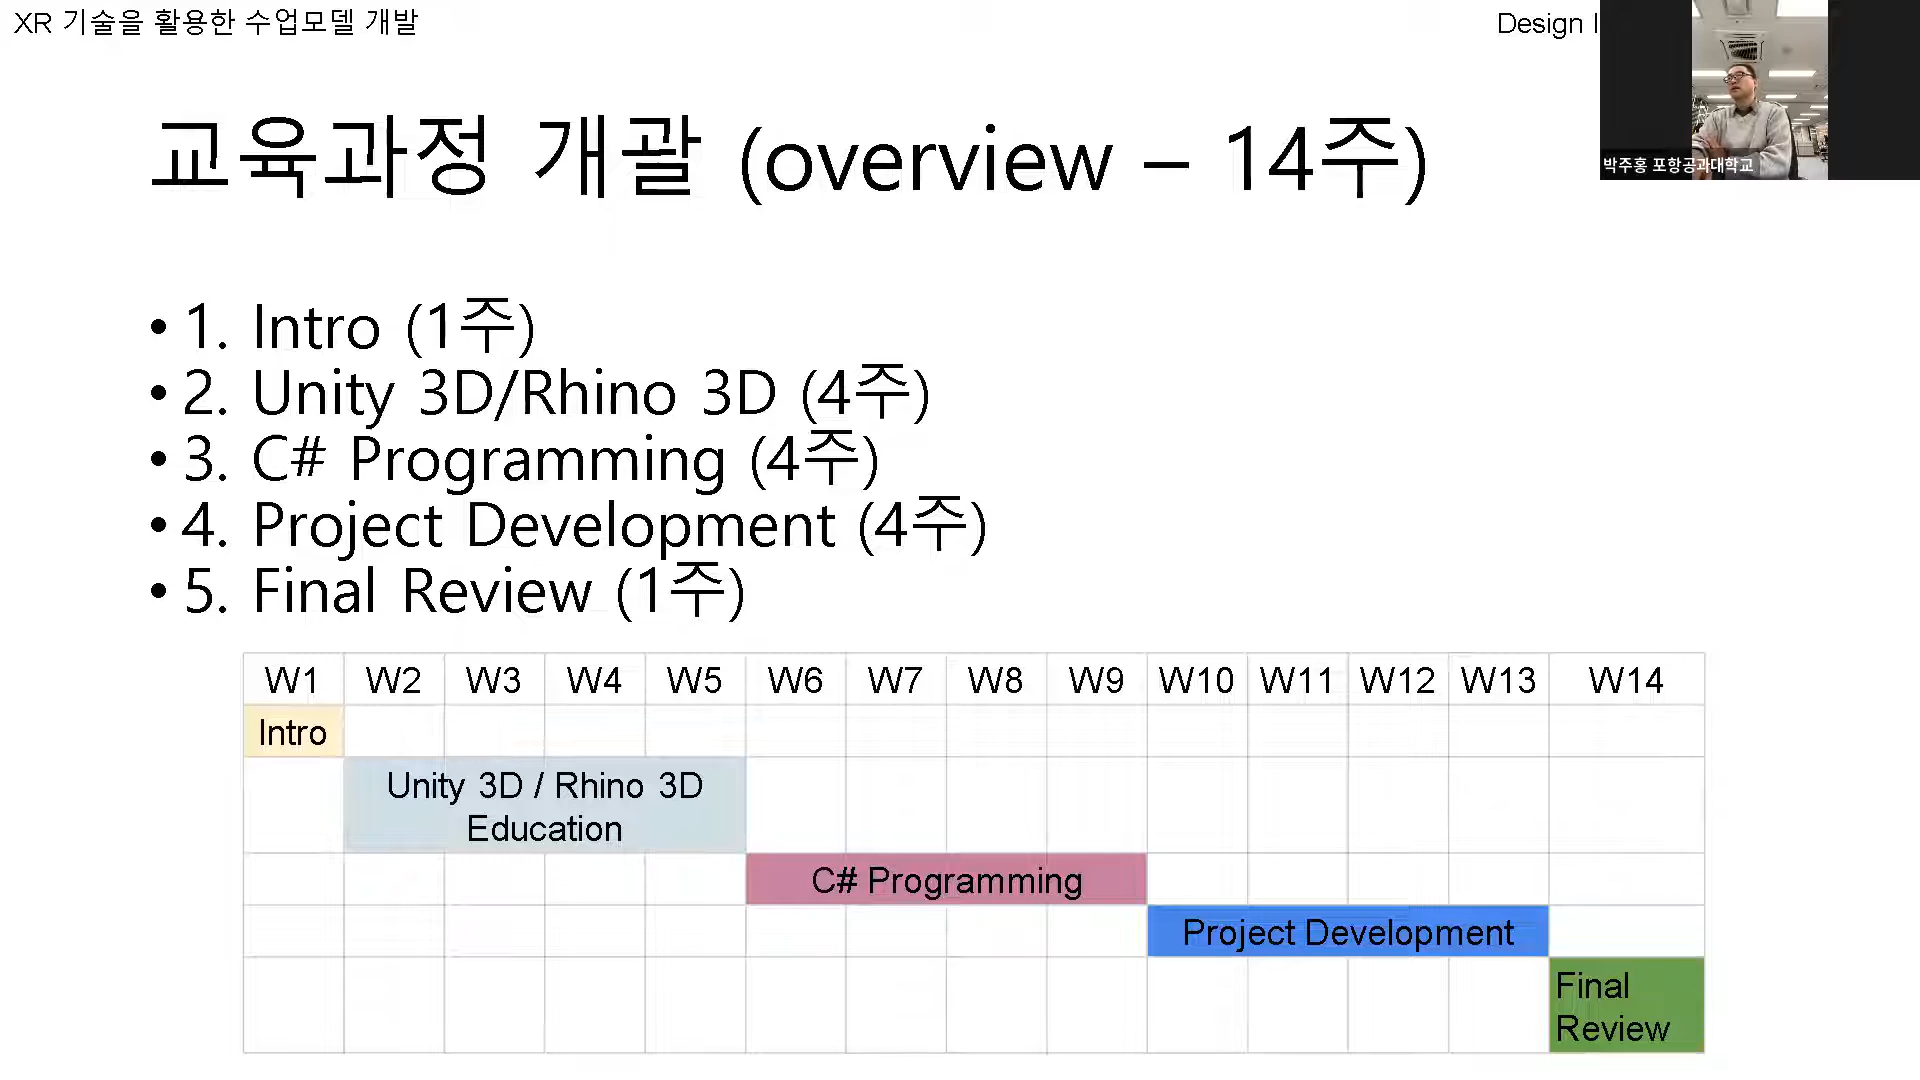 XR 기술을 활용한 수업모델 개발
Design I
박주홍 포항공과대학교
교육과정 개괄 (overview – 14주)
• 1. Intro (1주)
• 2. Unity 3D/Rhino 3D (4주)
• 3. C# Programming (4주)
• 4. Project Development (4주)
• 5. Final Review (1주)
W1 W2 W3 W4 W5 W6 W7 W8 W9 W10 W11 W12 W13 W14
Intro
Unity 3D / Rhino 3D
Education
C# Programming
Project Development
Final
Review